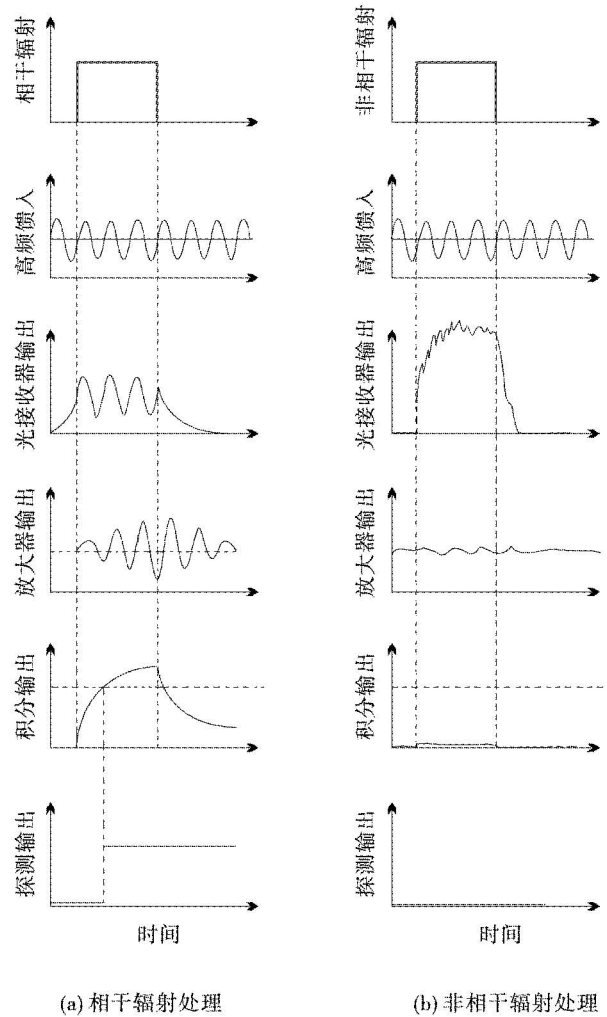 相干辐射
高频馈入
光接收器输出
放大器输出
积分输出
探测输出
时间
(a) 相干辐射处理
非相干辐射
高频馈入
光接收器输出
放大器输出
积分输出
探测输出
时间
(b) 非相干辐射处理